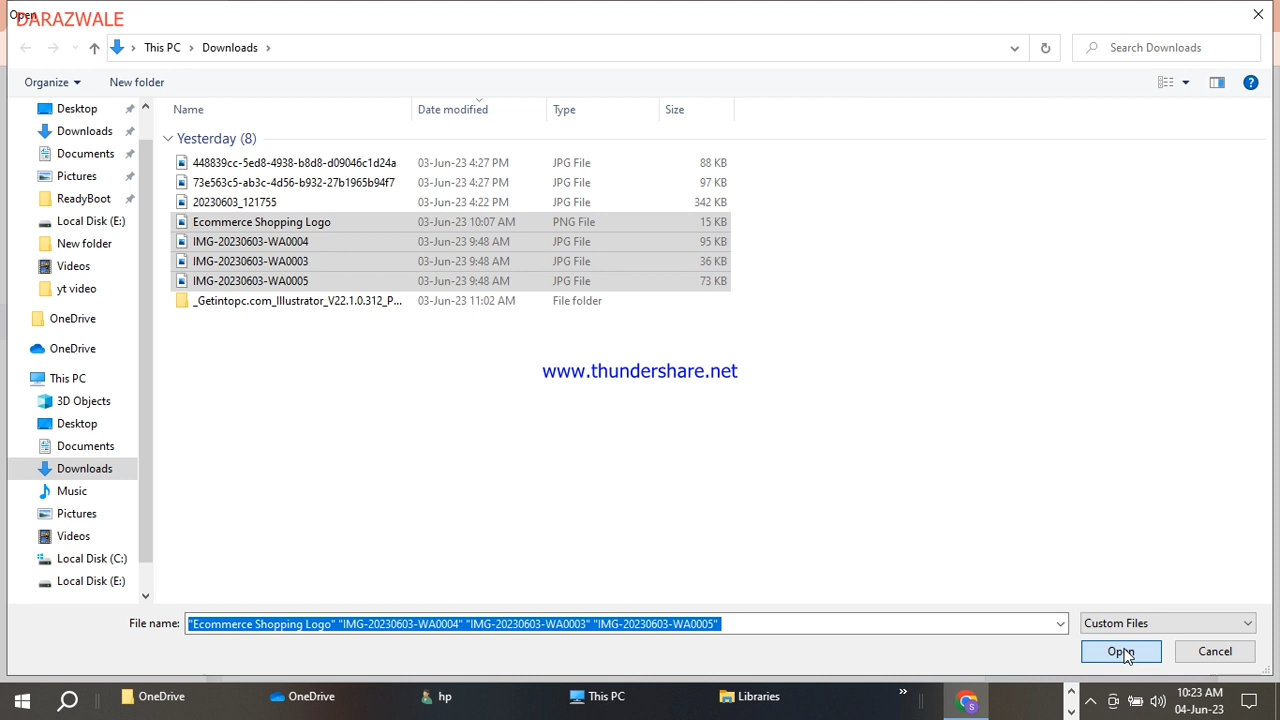 Open
DARAZWALE
This PC > Downloads >
Search Downloads
Organize
New folder
Desktop
Downloads
Documents
Pictures
ReadyBoot
Local Disk (E:)
New folder
Videos
yt video
OneDrive
OneDrive
This PC
3D Objects
Desktop
Documents
Downloads
Music
Pictures
Videos
Local Disk (C:)
Local Disk (E:)
Name Date modified Type Size
Yesterday (8)
448839cc-5ed8-4938-b8d8-d09046c1d24a 03-Jun-23 4:27 PM JPG File 88 KB
73e563c5-ab3c-4d56-b932-27b1965b94f7 03-Jun-23 4:27 PM JPG File 97 KB
20230603_121755 03-Jun-23 4:22 PM JPG File 342 KB
Ecommerce Shopping Logo 03-Jun-23 10:07 AM PNG File 15 KB
IMG-20230603-WA0004 03-Jun-23 9:48 AM JPG File 95 KB
IMG-20230603-WA0003 03-Jun-23 9:48 AM JPG File 36 KB
IMG-20230603-WA0005 03-Jun-23 9:48 AM JPG File 73 KB
_Getintopc.com_Illustrator_V22.1.0.312_P... 03-Jun-23 11:02 AM File folder
www.thundershare.net
File name: "Ecommerce Shopping Logo" "IMG-20230603-WA0004" "IMG-20230603-WA0003" "IMG-20230603-WA0005"
Custom Files
Open
Cancel
OneDrive
OneDrive
hp
This PC
Libraries
10:23 AM
04-Jun-23